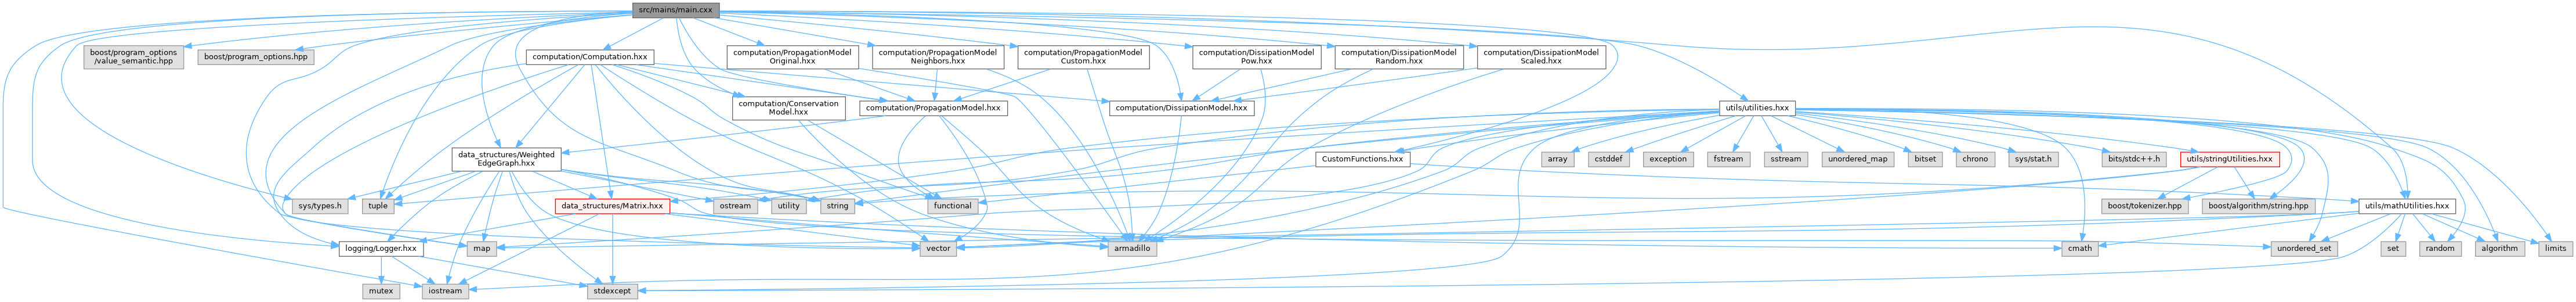 src/mains/main.cxx
boost/program_options
/value_semantic.hpp
boost/program_options.hpp
computation/Computation.hxx
computation/PropagationModel
Original.hxx
computation/PropagationModel
Neighbors.hxx
computation/PropagationModel
Custom.hxx
computation/DissipationModel
Pow.hxx
computation/DissipationModel
Random.hxx
computation/DissipationModel
Scaled.hxx
computation/Conservation
Model.hxx
computation/PropagationModel.hxx
computation/DissipationModel.hxx
utils/utilities.hxx
data_structures/Weighted
EdgeGraph.hxx
CustomFunctions.hxx
array
cstddef
exception
fstream
sstream
unordered_map
bitset
chrono
sys/stat.h
bits/stdc++.h
utils/stringUtilities.hxx
sys/types.h
tuple
data_structures/Matrix.hxx
ostream
utility
string
functional
boost/tokenizer.hpp
boost/algorithm/string.hpp
utils/mathUtilities.hxx
logging/Logger.hxx
map
vector
armadillo
cmath
unordered_set
set
random
algorithm
limits
mutex
iostream
stdexcept